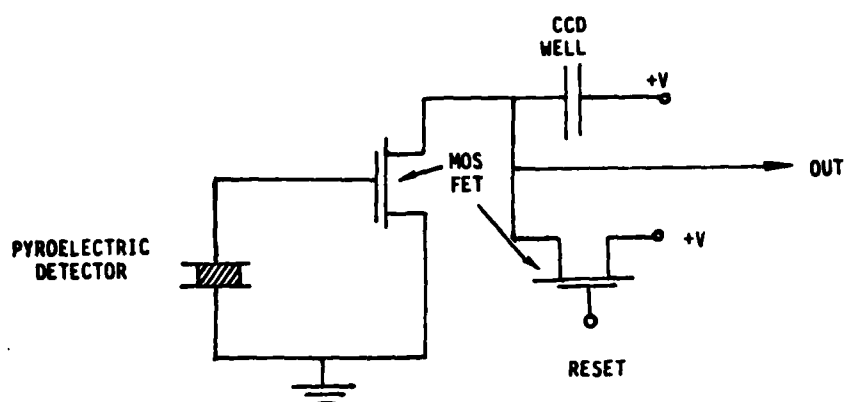 CCD
WELL
+V
MOS
FET
OUT
PYROELECTRIC
DETECTOR
+V
RESET